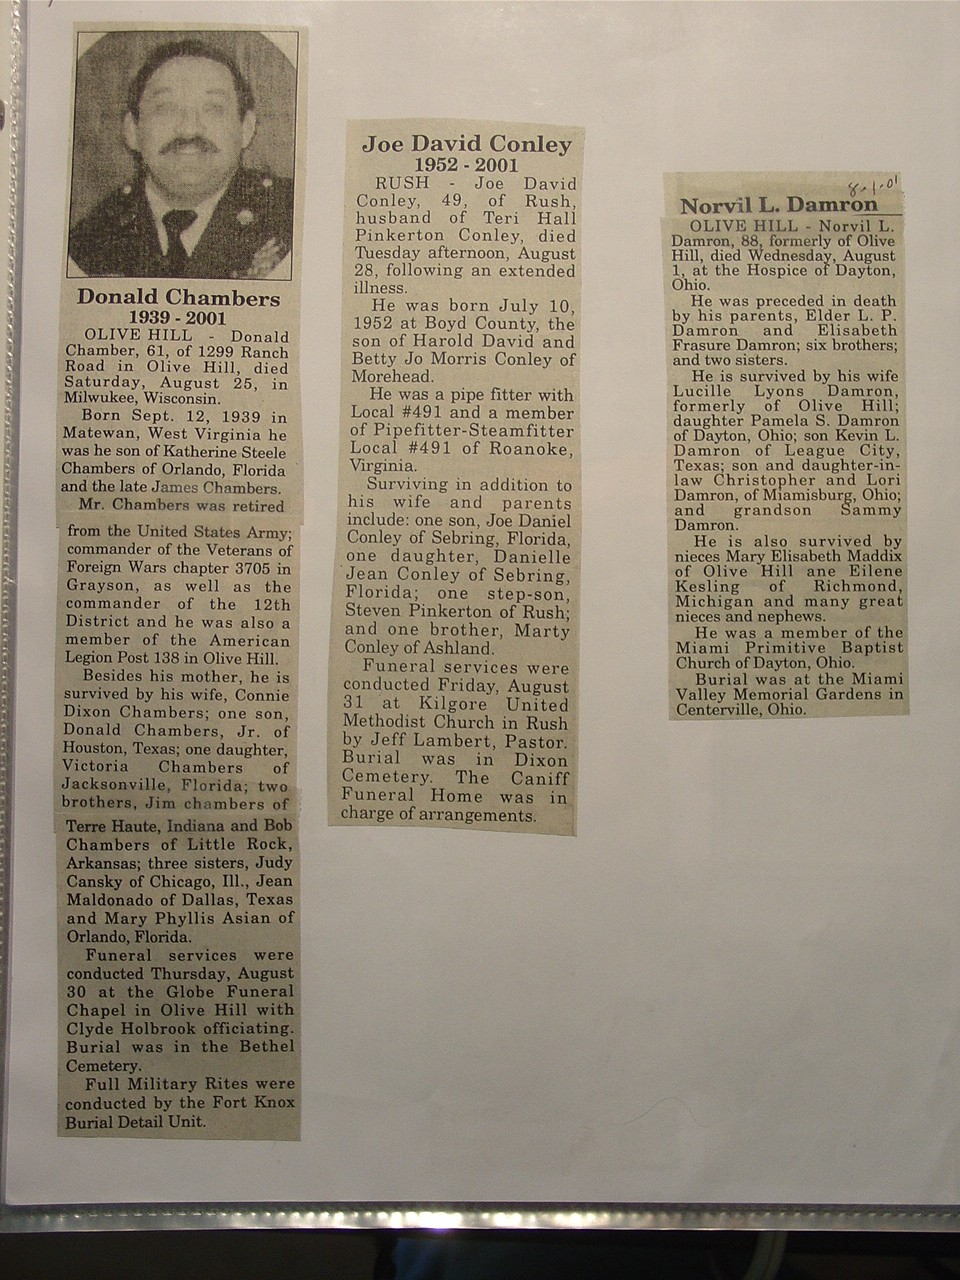 Donald Chambers
1939 - 2001
OLIVE HILL - Donald
Chamber, 61, of 1299 Ranch
Road in Olive Hill, died
Saturday, August 25, in
Milwukee, Wisconsin.
Born Sept. 12, 1939 in
Matewan, West Virginia he
was he son of Katherine Steele
Chambers of Orlando, Florida
and the late James Chambers.
Mr. Chambers was retired
from the United States Army;
commander of the Veterans of
Foreign Wars chapter 3705 in
Grayson, as well as the
commander of the 12th
District and he was also a
member of the American
Legion Post 138 in Olive Hill.
Besides his mother, he is
survived by his wife, Connie
Dixon Chambers; one son,
Donald Chambers, Jr. of
Houston, Texas; one daughter,
Victoria Chambers of
Jacksonville, Florida; two
brothers, Jim chambers of
Terre Haute, Indiana and Bob
Chambers of Little Rock,
Arkansas; three sisters, Judy
Cansky of Chicago, Ill., Jean
Maldonado of Dallas, Texas
and Mary Phyllis Asian of
Orlando, Florida.
Funeral services were
conducted Thursday, August
30 at the Globe Funeral
Chapel in Olive Hill with
Clyde Holbrook officiating.
Burial was in the Bethel
Cemetery.
Full Military Rites were
conducted by the Fort Knox
Burial Detail Unit.
Joe David Conley
1952 - 2001
RUSH - Joe David
Conley, 49, of Rush,
husband of Teri Hall
Pinkerton Conley, died
Tuesday afternoon, August
28, following an extended
illness.
He was born July 10,
1952 at Boyd County, the
son of Harold David and
Betty Jo Morris Conley of
Morehead.
He was a pipe fitter with
Local #491 and a member
of Pipefitter-Steamfitter
Local #491 of Roanoke,
Virginia.
Surviving in addition to
his wife and parents
include: one son, Joe Daniel
Conley of Sebring, Florida,
one daughter, Danielle
Jean Conley of Sebring,
Florida; one step-son,
Steven Pinkerton of Rush;
and one brother, Marty
Conley of Ashland.
Funeral services were
conducted Friday, August
31 at Kilgore United
Methodist Church in Rush
by Jeff Lambert, Pastor.
Burial was in Dixon
Cemetery. The Caniff
Funeral Home was in
charge of arrangements.
8-1-01
Norvil L. Damron
OLIVE HILL - Norvil L.
Damron, 88, formerly of Olive
Hill, died Wednesday, August
1, at the Hospice of Dayton,
Ohio.
He was preceded in death
by his parents, Elder L. P.
Damron and Elisabeth
Frasure Damron; six brothers;
and two sisters.
He is survived by his wife
Lucille Lyons Damron,
formerly of Olive Hill;
daughter Pamela S. Damron
of Dayton, Ohio; son Kevin L.
Damron of League City,
Texas; son and daughter-in-
law Christopher and Lori
Damron, of Miamisburg, Ohio;
and grandson Sammy
Damron.
He is also survived by
nieces Mary Elisabeth Maddix
of Olive Hill ane Eilene
Kesling of Richmond,
Michigan and many great
nieces and nephews.
He was a member of the
Miami Primitive Baptist
Church of Dayton, Ohio.
Burial was at the Miami
Valley Memorial Gardens in
Centerville, Ohio.